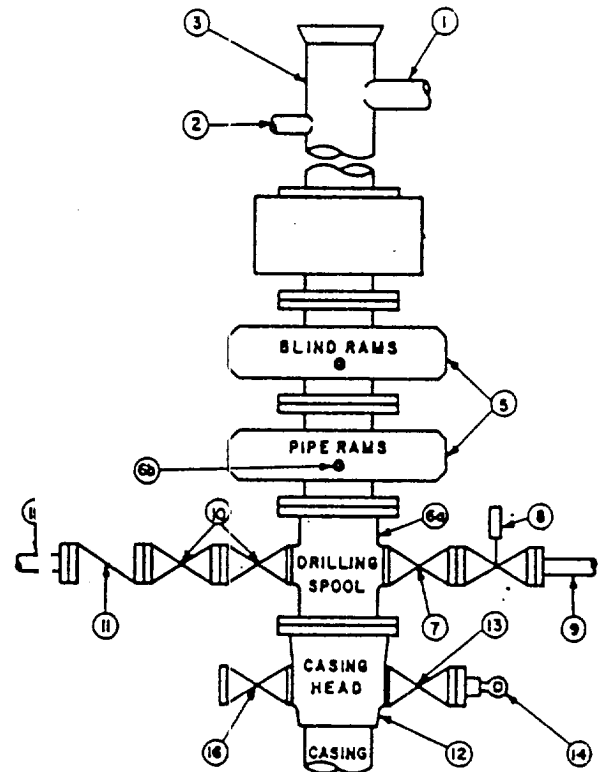 3
1
2
BLIND RAMS
5
PIPE RAMS
6b
10
6a
8
DRILLING
SPOOL
11
7
9
13
CASING
HEAD
16
12
14
CASING